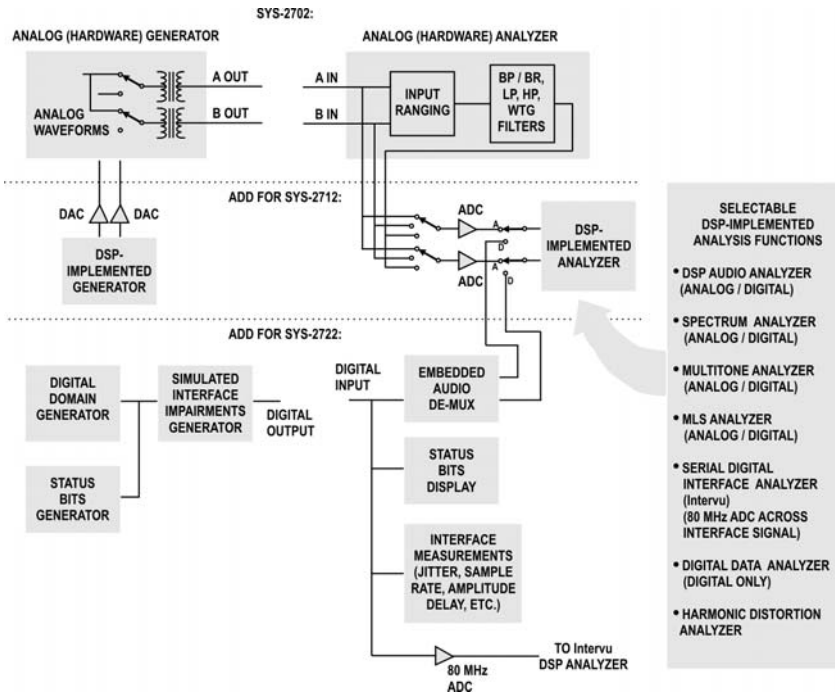 SYS-2702:
ANALOG (HARDWARE) GENERATOR
ANALOG (HARDWARE) ANALYZER
A OUT
B OUT
ANALOG
WAVEFORMS
A IN
B IN
INPUT
RANGING
BP / BR,
LP, HP,
WTG
FILTERS
ADD FOR SYS-2712:
DAC
DAC
DSP-
IMPLEMENTED
GENERATOR
ADC
A
D
ADC
A
D
DSP-
IMPLEMENTED
ANALYZER
ADD FOR SYS-2722:
DIGITAL
DOMAIN
GENERATOR
SIMULATED
INTERFACE
IMPAIRMENTS
GENERATOR
DIGITAL
OUTPUT
STATUS
BITS
GENERATOR
DIGITAL
INPUT
EMBEDDED
AUDIO
DE-MUX
STATUS
BITS
DISPLAY
INTERFACE
MEASUREMENTS
(JITTER, SAMPLE
RATE, AMPLITUDE
DELAY, ETC.)
80 MHz
ADC
TO Intervu
DSP ANALYZER
SELECTABLE
DSP-IMPLEMENTED
ANALYSIS FUNCTIONS
• DSP AUDIO ANALYZER
(ANALOG / DIGITAL)
• SPECTRUM ANALYZER
(ANALOG / DIGITAL)
• MULTITONE ANALYZER
(ANALOG / DIGITAL)
• MLS ANALYZER
(ANALOG / DIGITAL)
• SERIAL DIGITAL
INTERFACE ANALYZER
(Intervu)
(80 MHz ADC ACROSS
INTERFACE SIGNAL)
• DIGITAL DATA ANALYZER
(DIGITAL ONLY)
• HARMONIC DISTORTION
ANALYZER